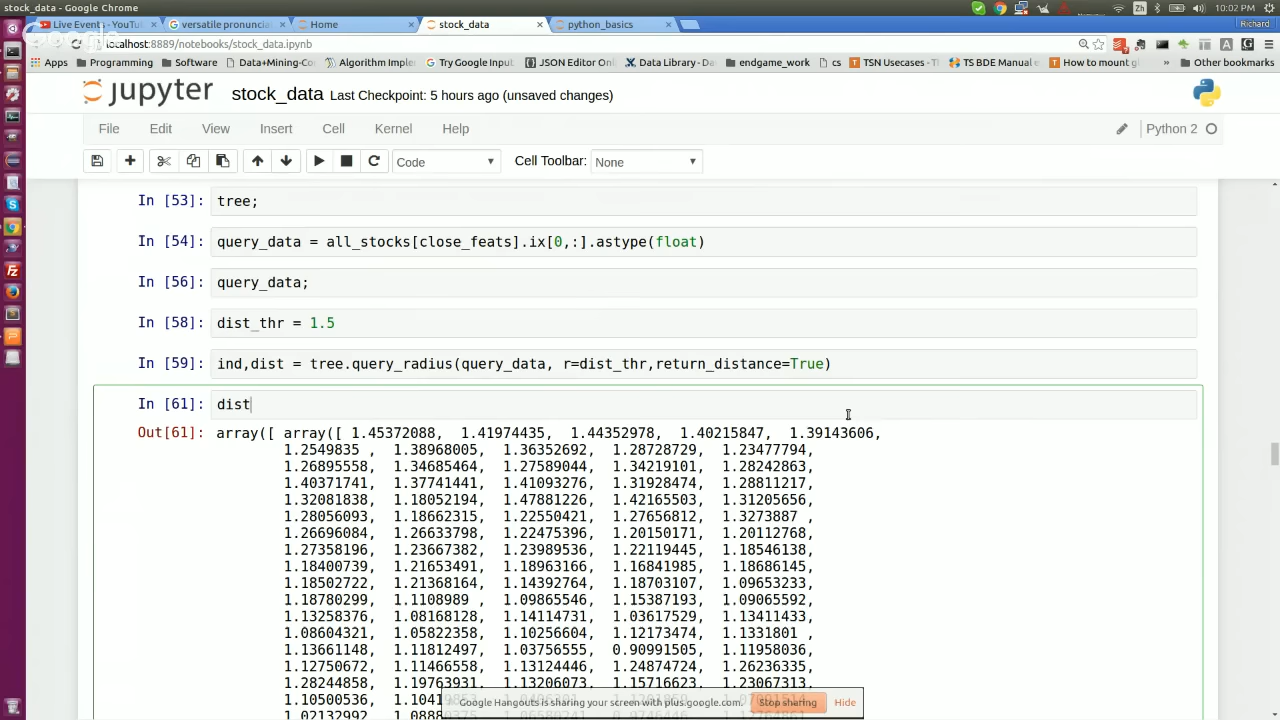 stock_data - Google Chrome
Zh 10:02 PM
Live Events - YouTu
versatile pronuncia
Home
stock_data
python_basics
Richard
Google
localhost:8889/notebooks/stock_data.ipynb
Apps Programming Software Data+Mining-Co Algorithm Imple Try Google Input JSON Editor Onli Data Library - De endgame_work cs TSN Usecases - TS BDE Manual How to mount g » Other bookmarks
jupyter stock_data Last Checkpoint: 5 hours ago (unsaved changes)
File Edit View Insert Cell Kernel Help Python 2
Code Cell Toolbar: None
In [53]: tree;
In [54]: query_data = all_stocks[close_feats].ix[0,:].astype(float)
In [56]: query_data;
In [58]: dist_thr = 1.5
In [59]: ind,dist = tree.query_radius(query_data, r=dist_thr,return_distance=True)
In [61]: dist
Out[61]: array([ array([ 1.45372088, 1.41974435, 1.44352978, 1.40215847, 1.39143606,
1.2549835 , 1.38968005, 1.36352692, 1.28728729, 1.23477794,
1.26895558, 1.34685464, 1.27589044, 1.34219101, 1.28242863,
1.40371741, 1.37741441, 1.41093276, 1.31928474, 1.28811217,
1.32081838, 1.18052194, 1.47881226, 1.42165503, 1.31205656,
1.28056093, 1.18662315, 1.22550421, 1.27656812, 1.3273887 ,
1.26696084, 1.26633798, 1.22475396, 1.20150171, 1.20112768,
1.27358196, 1.23667382, 1.23989536, 1.22119445, 1.18546138,
1.18400739, 1.21653491, 1.18963166, 1.16841985, 1.18686145,
1.18502722, 1.21368164, 1.14392764, 1.18703107, 1.09653233,
1.18780299, 1.1108989 , 1.09865546, 1.15387193, 1.09065592,
1.13258376, 1.08168128, 1.14114731, 1.03617529, 1.13411433,
1.08604321, 1.05822358, 1.10256604, 1.12173474, 1.1331801 ,
1.13661148, 1.11812497, 1.03756555, 0.90991505, 1.11958036,
1.12750672, 1.11466558, 1.13124446, 1.24874724, 1.26236335,
1.28244858, 1.19763931, 1.13206073, 1.15716623, 1.23067313,
1.10500536,
1.02132992,
Google Hangouts is sharing your screen with plus.google.com. Stop sharing Hide